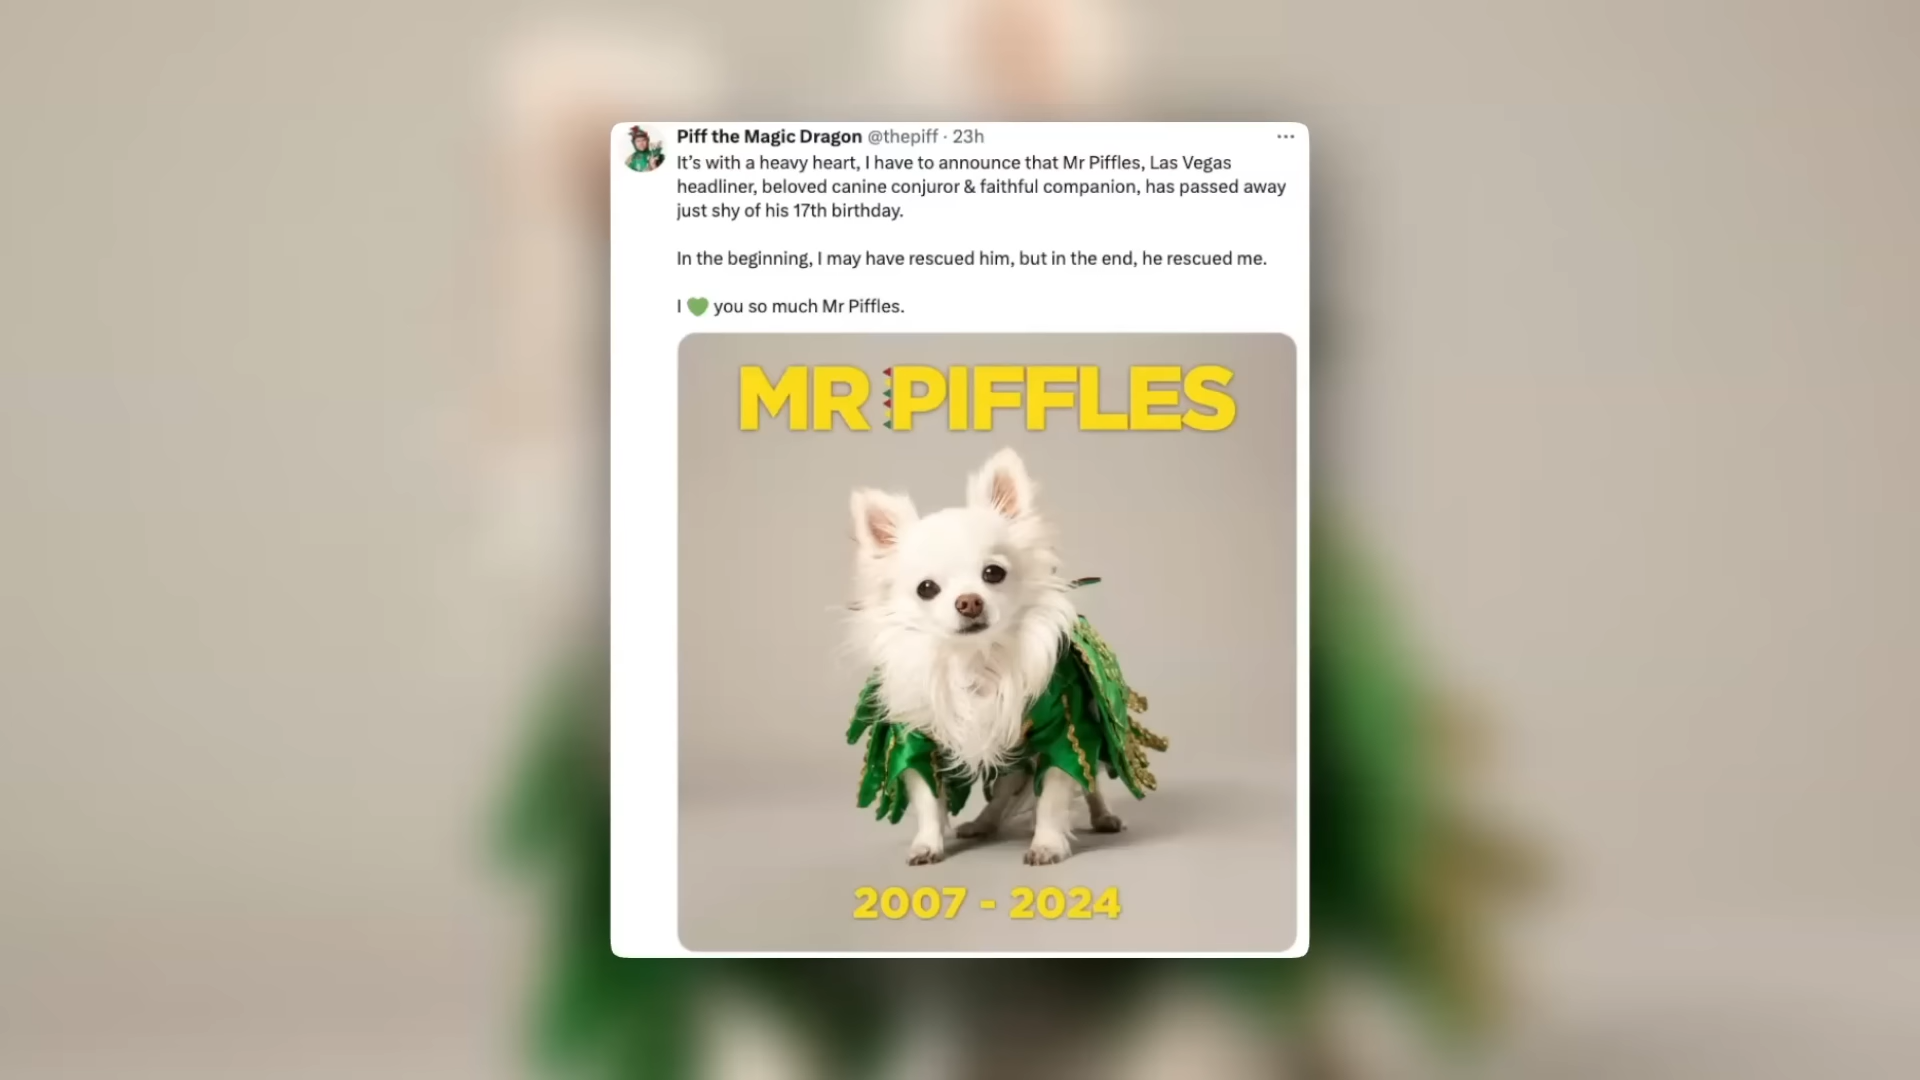 Piff the Magic Dragon @thepiff · 23h
It’s with a heavy heart, I have to announce that Mr Piffles, Las Vegas
headliner, beloved canine conjuror & faithful companion, has passed away
just shy of his 17th birthday.
In the beginning, I may have rescued him, but in the end, he rescued me.
I 💚 you so much Mr Piffles.
MR PIFFLES
2007 - 2024